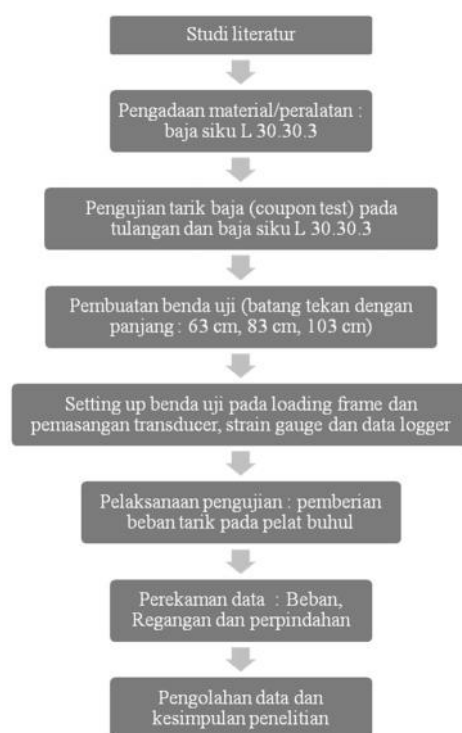 Studi literatur
Pengadaan material/peralatan :
baja siku L 30.30.3
Pengujian tarik baja (coupon test) pada
tulangan dan baja siku L 30.30.3
Pembuatan benda uji (batang tekan dengan
panjang : 63 cm, 83 cm, 103 cm)
Setting up benda uji pada loading frame dan
pemasangan transducer, strain gauge dan data logger
Pelaksanaan pengujian : pemberian
beban tarik pada pelat buhul
Perekaman data : Beban,
Regangan dan perpindahan
Pengolahan data dan
kesimpulan penelitian